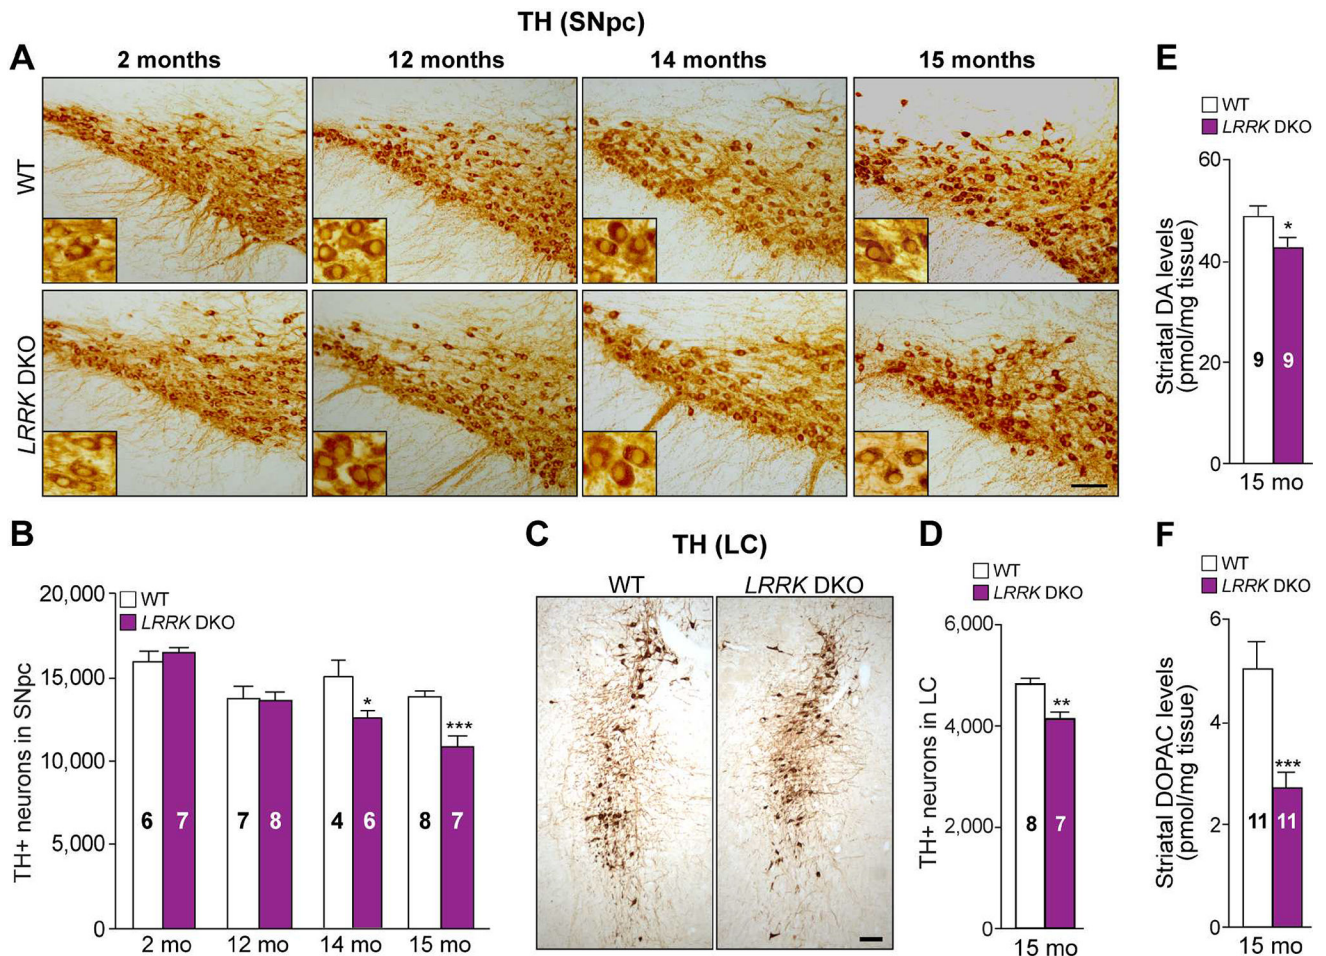 TH (SNpc)
A
2 months
12 months
14 months
15 months
WT
LRRK DKO
B
TH+ neurons in SNpc
WT
LRRK DKO
20,000
15,000
10,000
5,000
0
6
7
7
8
4
6
*
8
7
***
2 mo
12 mo
14 mo
15 mo
C
TH (LC)
WT
LRRK DKO
D
WT
LRRK DKO
TH+ neurons in LC
6,000
4,000
2,000
0
**
8
7
15 mo
E
WT
LRRK DKO
Striatal DA levels
(pmol/mg tissue)
60
40
20
0
*
9
9
15 mo
F
WT
LRRK DKO
Striatal DOPAC levels
(pmol/mg tissue)
6
4
2
0
***
11
11
15 mo